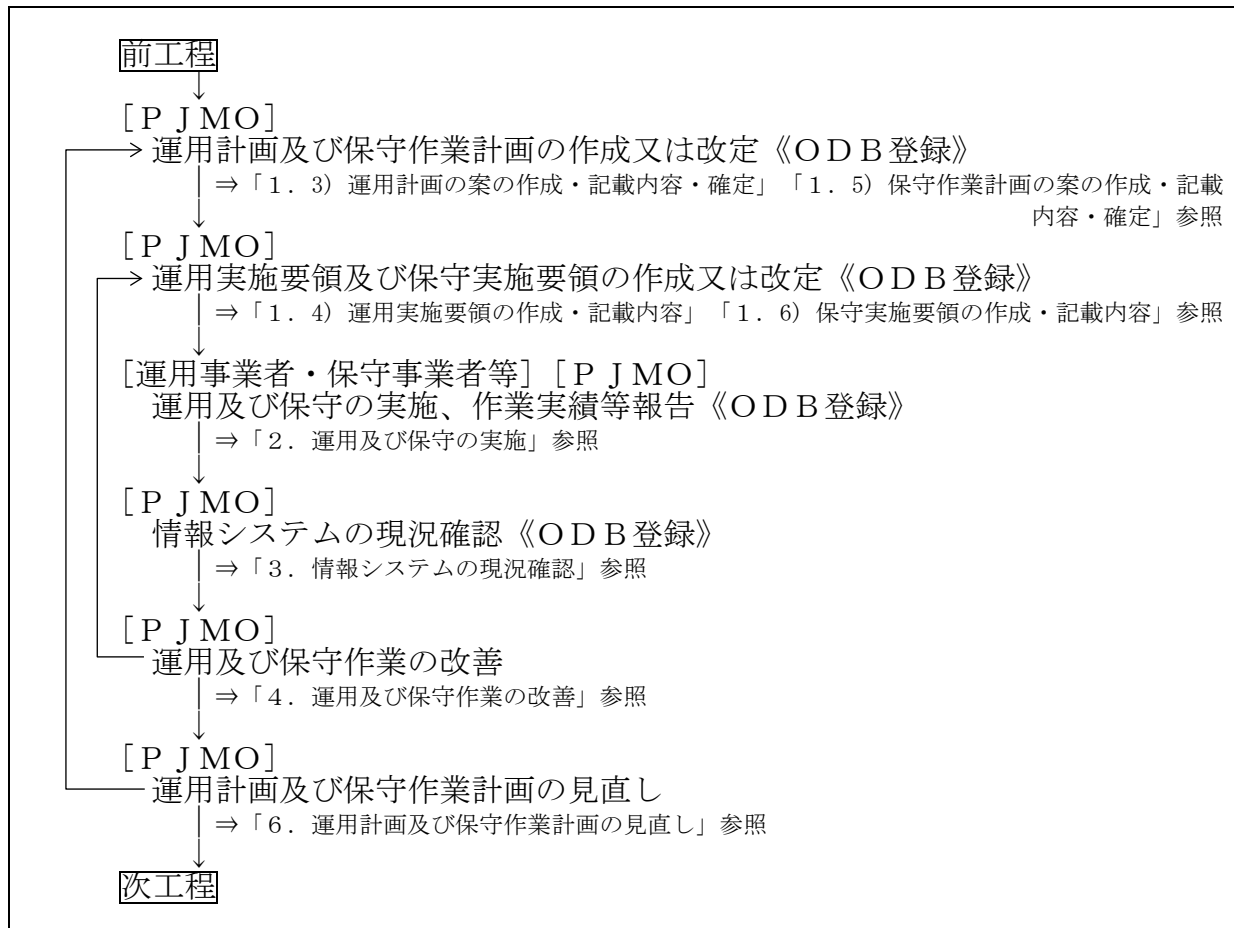 前工程
［ＰＪＭＯ］
運用計画及び保守作業計画の作成又は改定《ＯＤＢ登録》
⇒「１．３）運用計画の案の作成・記載内容・確定」「１．５）保守作業計画の案の作成・記載
内容・確定」参照
［ＰＪＭＯ］
運用実施要領及び保守実施要領の作成又は改定《ＯＤＢ登録》
⇒「１．４）運用実施要領の作成・記載内容」「１．６）保守実施要領の作成・記載内容」参照
［運用事業者・保守事業者等］［ＰＪＭＯ］
運用及び保守の実施、作業実績等報告《ＯＤＢ登録》
⇒「２．運用及び保守の実施」参照
［ＰＪＭＯ］
情報システムの現況確認《ＯＤＢ登録》
⇒「３．情報システムの現況確認」参照
［ＰＪＭＯ］
運用及び保守作業の改善
⇒「４．運用及び保守作業の改善」参照
［ＰＪＭＯ］
運用計画及び保守作業計画の見直し
⇒「６．運用計画及び保守作業計画の見直し」参照
次工程